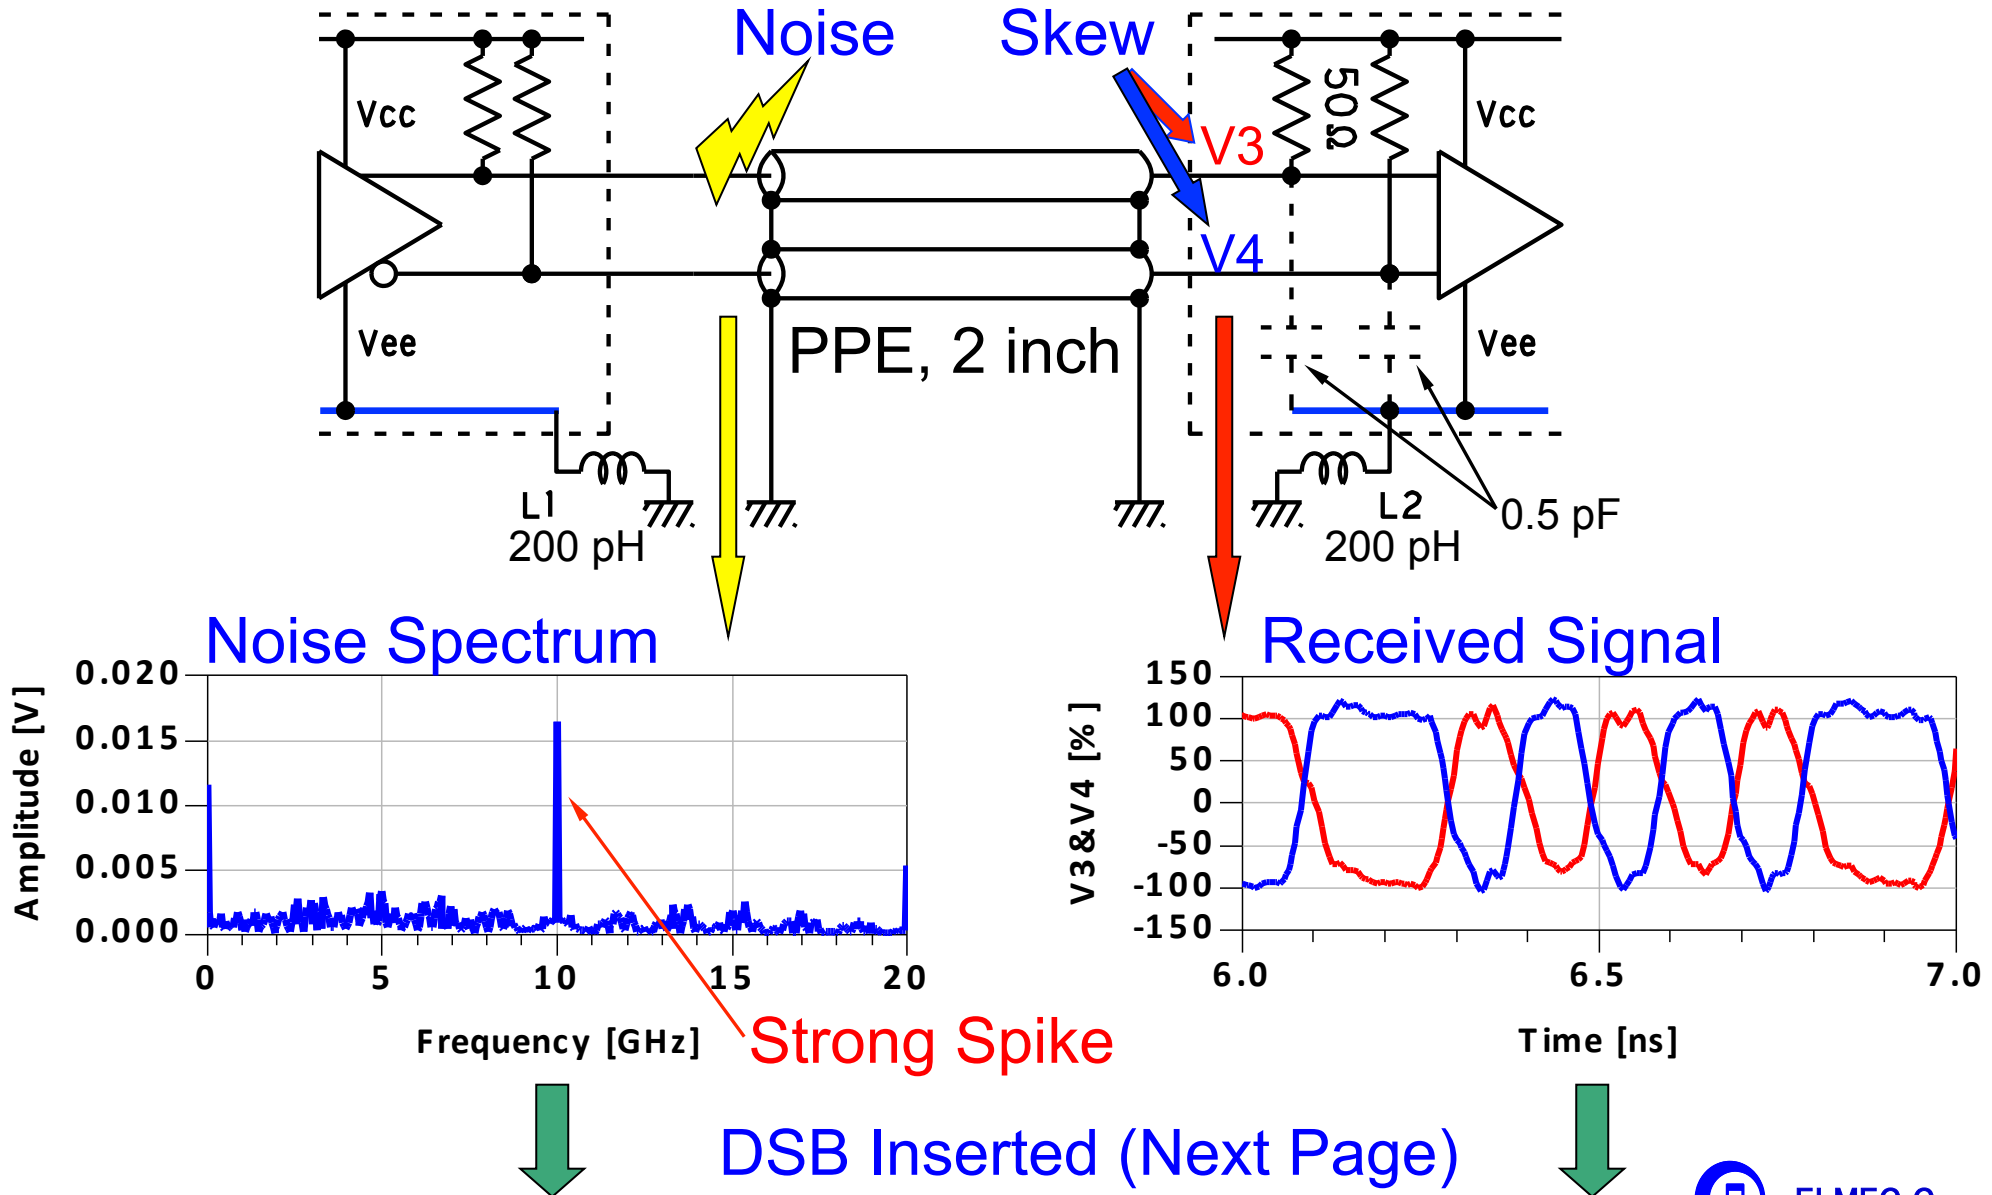 Noise
Skew
Vcc
50Ω
Vcc
V3
V4
Vee
PPE, 2 inch
Vee
L1
200 pH
L2
200 pH
0.5 pF
Noise Spectrum
Received Signal
Amplitude [V]
0.020
0.015
0.010
0.005
0.000
0
5
10
15
20
Frequency [GHz]
Strong Spike
V3&V4 [%]
150
100
50
0
-50
-100
-150
6.0
6.5
7.0
Time [ns]
DSB Inserted (Next Page)